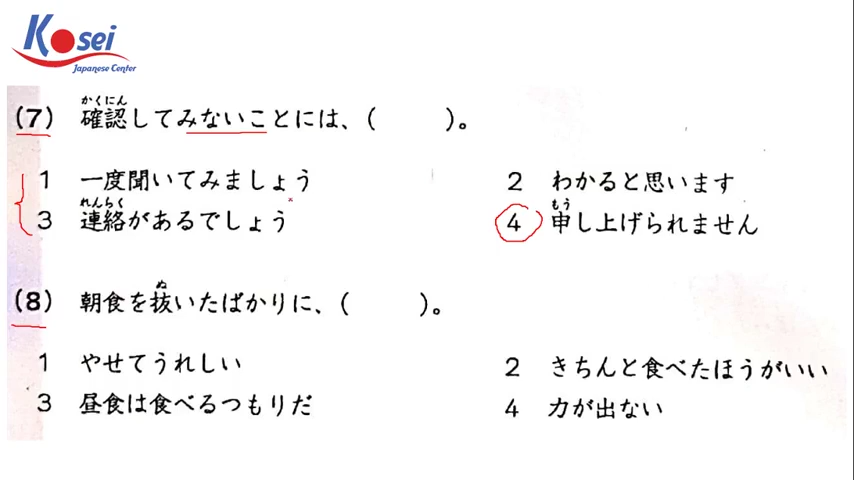 Kosei
Japanese Center
(7) 確認してみないことには、( )。
かくにん
1 一度聞いてみましょう
2 わかると思います
3 連絡があるでしょう
れんらく
4 申し上げられません
もう
(8) 朝食を抜いたばかりに、( )。
ぬ
1 やせてうれしい
2 きちんと食べたほうがいい
3 昼食は食べるつもりだ
4 力が出ない